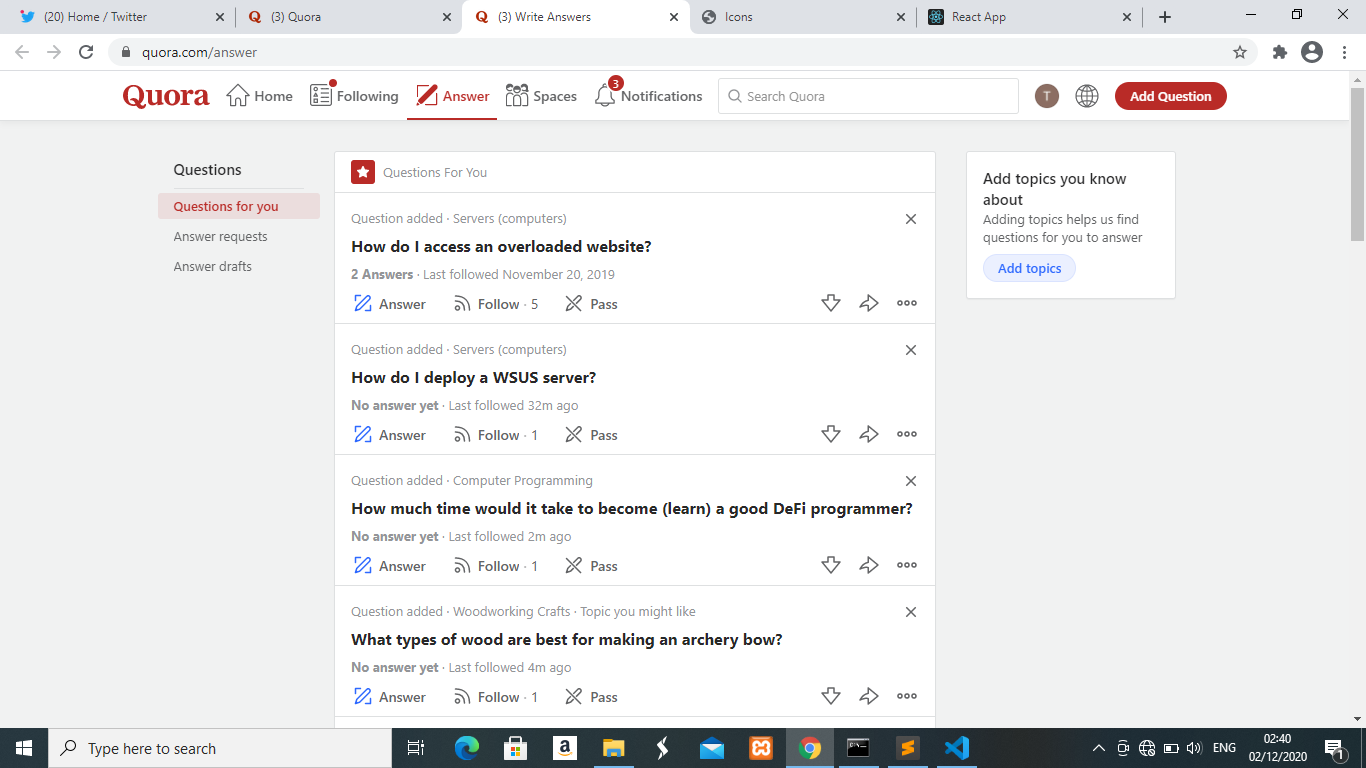 (20) Home / Twitter
(3) Quora
(3) Write Answers
Icons
React App
quora.com/answer
Quora
Home
Following
Answer
Spaces
3
Notifications
Search Quora
T
Add Question
Questions
Questions for you
Answer requests
Answer drafts
Questions For You
Question added · Servers (computers)
How do I access an overloaded website?
2 Answers · Last followed November 20, 2019
Answer Follow · 5 Pass
Question added · Servers (computers)
How do I deploy a WSUS server?
No answer yet · Last followed 32m ago
Answer Follow · 1 Pass
Question added · Computer Programming
How much time would it take to become (learn) a good DeFi programmer?
No answer yet · Last followed 2m ago
Answer Follow · 1 Pass
Question added · Woodworking Crafts · Topic you might like
What types of wood are best for making an archery bow?
No answer yet · Last followed 4m ago
Answer Follow · 1 Pass
Add topics you know
about
Adding topics helps us find
questions for you to answer
Add topics
Type here to search
ENG
02:40
02/12/2020
1